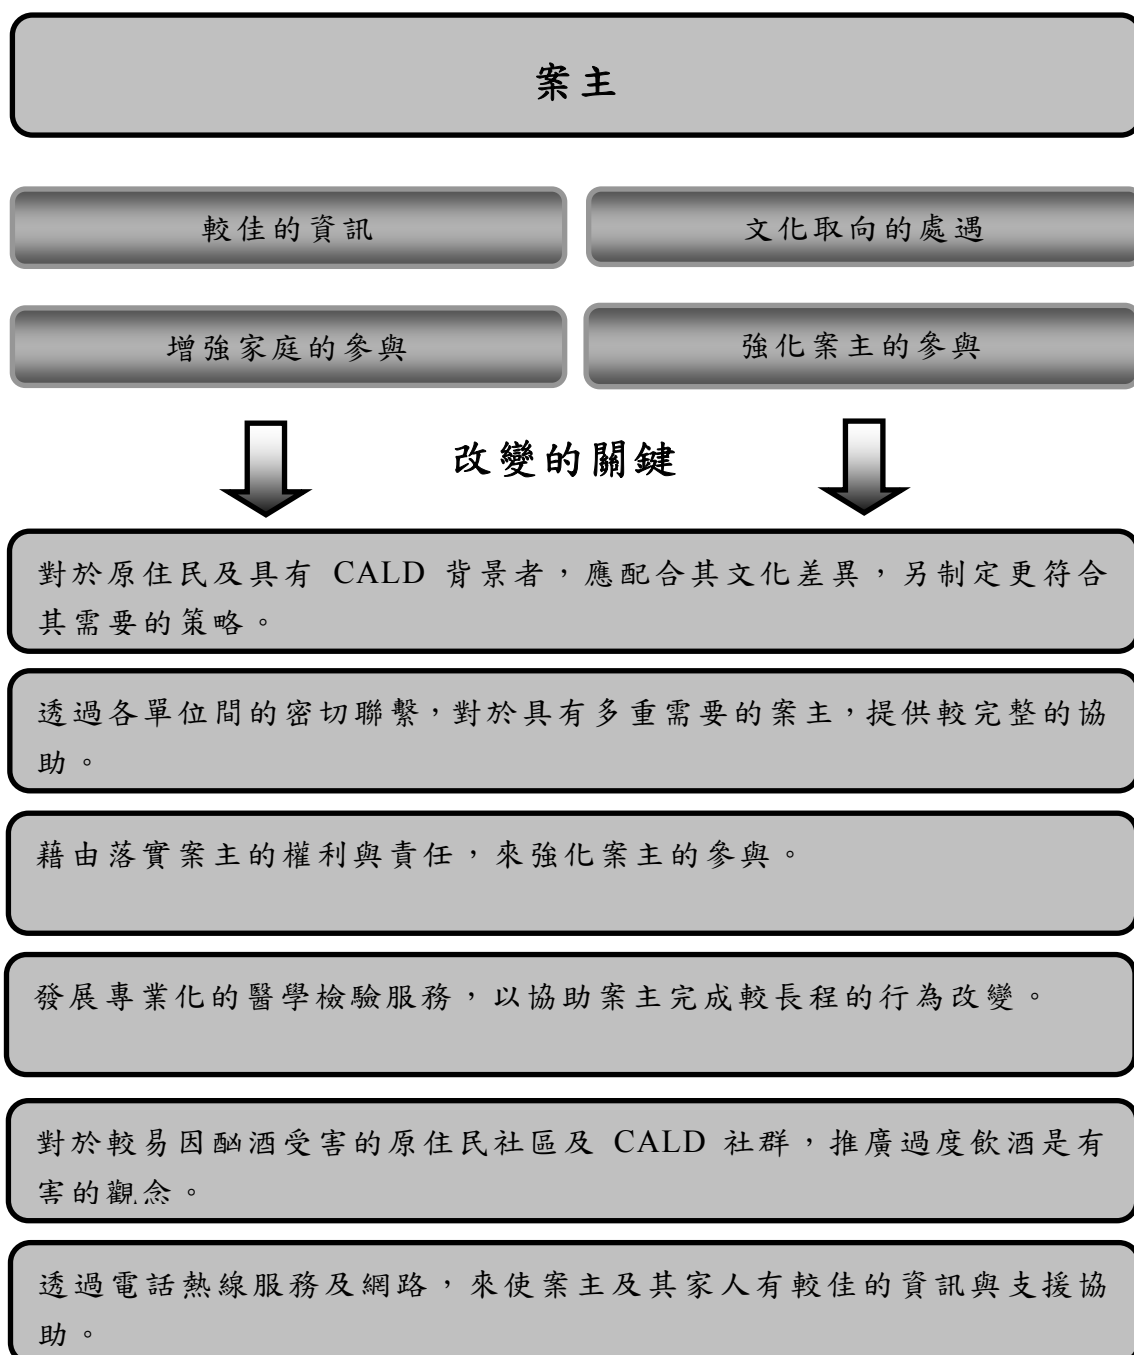 案主
較佳的資訊
文化取向的處遇
增強家庭的參與
強化案主的參與
改變的關鍵
對於原住民及具有 CALD 背景者，應配合其文化差異，另制定更符合
其需要的策略。
透過各單位間的密切聯繫，對於具有多重需要的案主，提供較完整的協
助。
藉由落實案主的權利與責任，來強化案主的參與。
發展專業化的醫學檢驗服務，以協助案主完成較長程的行為改變。
對於較易因酗酒受害的原住民社區及 CALD 社群，推廣過度飲酒是有
害的觀念。
透過電話熱線服務及網路，來使案主及其家人有較佳的資訊與支援協
助。